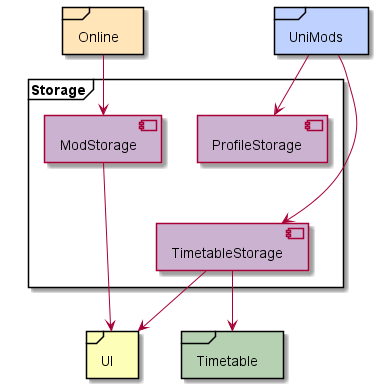 Online
UniMods
Storage
ModStorage
ProfileStorage
TimetableStorage
UI
Timetable